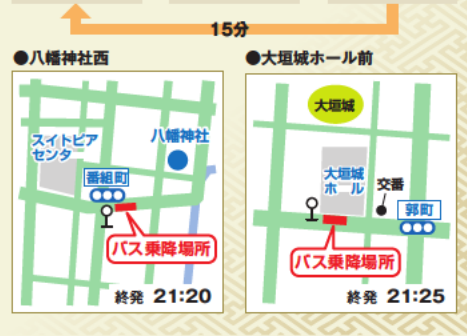 15分
●八幡神社西
スイトピア
センタ
八幡神社
番組町
バス乗降場所
終発 21:20
●大垣城ホール前
大垣城
大垣城
ホール
交番
郭町
バス乗降場所
終発 21:25